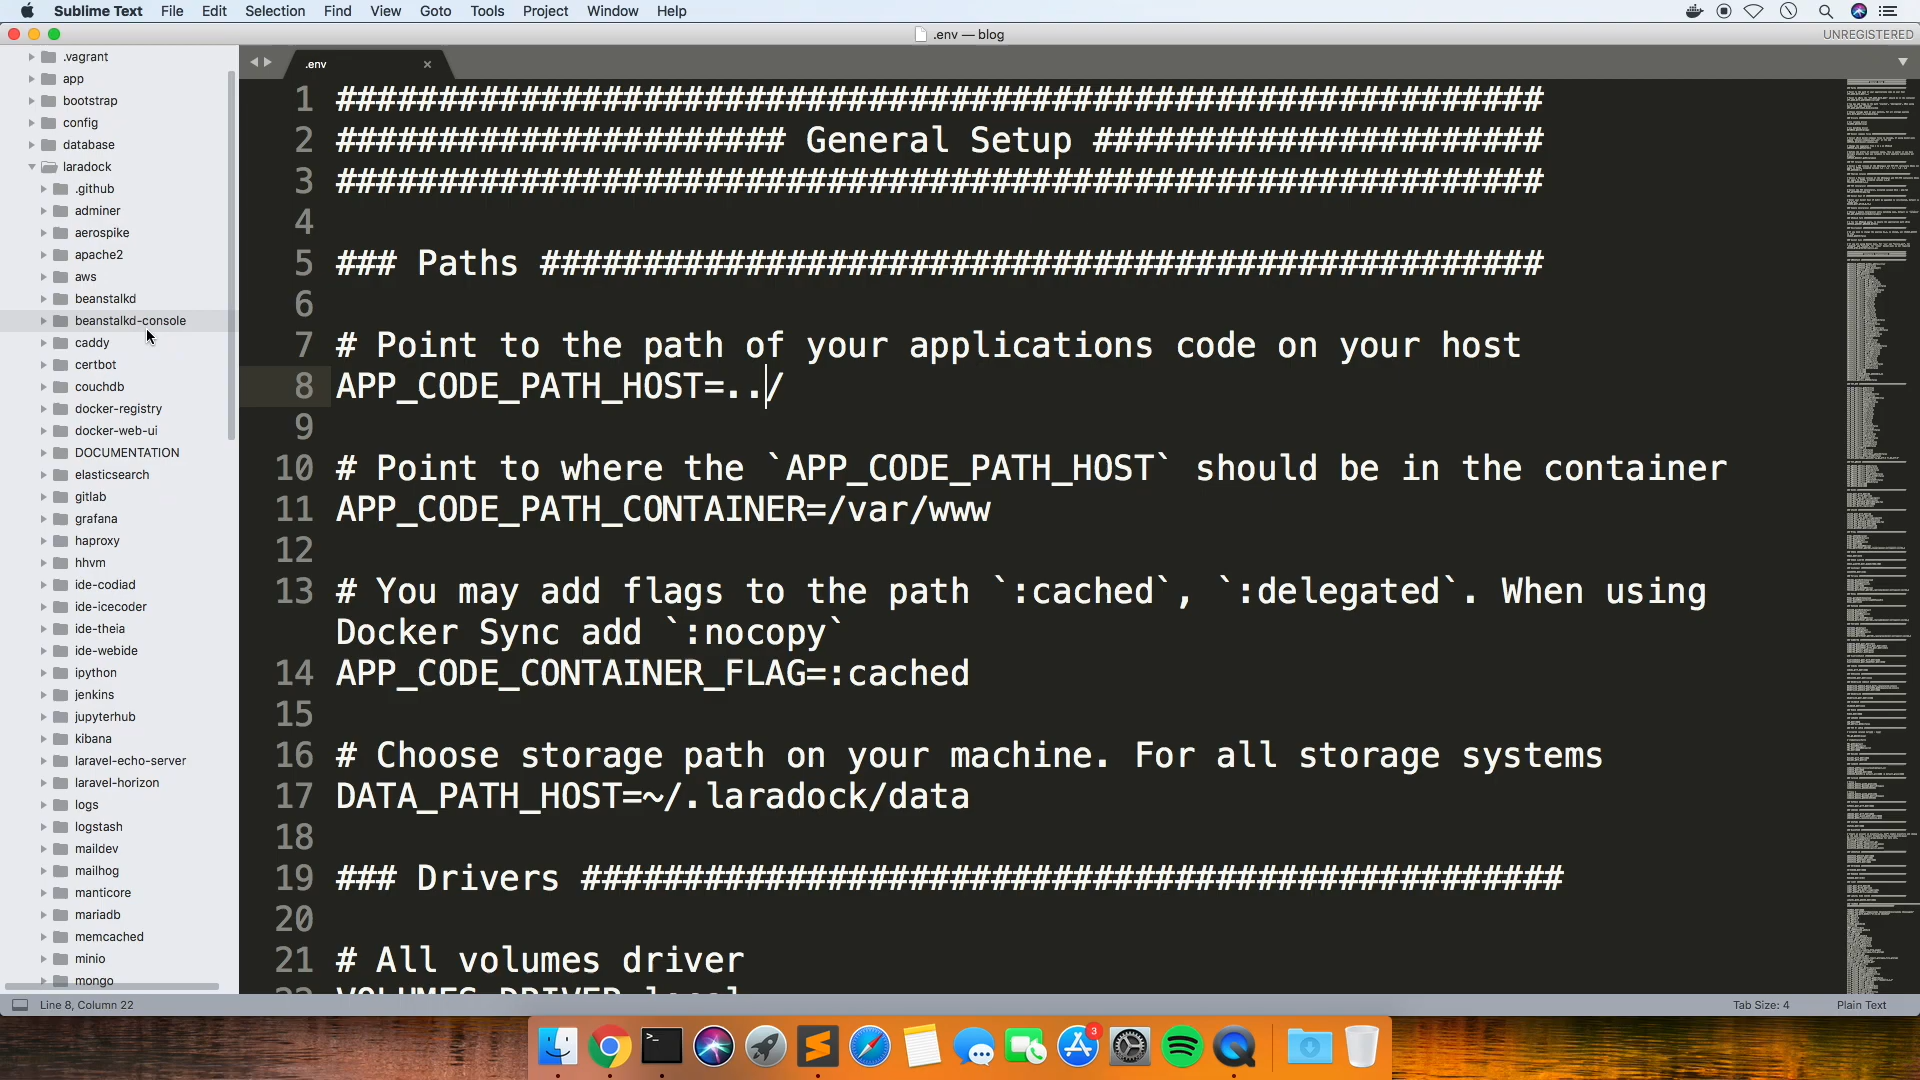 Sublime Text File Edit Selection Find View Goto Tools Project Window Help
.env — blog
UNREGISTERED
.vagrant
app
bootstrap
config
database
laradock
.github
adminer
aerospike
apache2
aws
beanstalkd
beanstalkd-console
caddy
certbot
couchdb
docker-registry
docker-web-ui
DOCUMENTATION
elasticsearch
gitlab
grafana
haproxy
hhvm
ide-codiad
ide-icecoder
ide-theia
ide-webide
ipython
jenkins
jupyterhub
kibana
laravel-echo-server
laravel-horizon
logs
logstash
maildev
mailhog
manticore
mariadb
memcached
minio
mongo
.env
1 ###########################################################
2 ###################### General Setup ######################
3 ###########################################################
4
5 ### Paths #################################################
6
7 # Point to the path of your applications code on your host
8 APP_CODE_PATH_HOST=../
9
10 # Point to where the `APP_CODE_PATH_HOST` should be in the container
11 APP_CODE_PATH_CONTAINER=/var/www
12
13 # You may add flags to the path `:cached`, `:delegated`. When using
Docker Sync add `:nocopy`
14 APP_CODE_CONTAINER_FLAG=:cached
15
16 # Choose storage path on your machine. For all storage systems
17 DATA_PATH_HOST=~/.laradock/data
18
19 ### Drivers ################################################
20
21 # All volumes driver
22 VOLUMES_DRIVER=local
Line 8, Column 22
Tab Size: 4
Plain Text
3